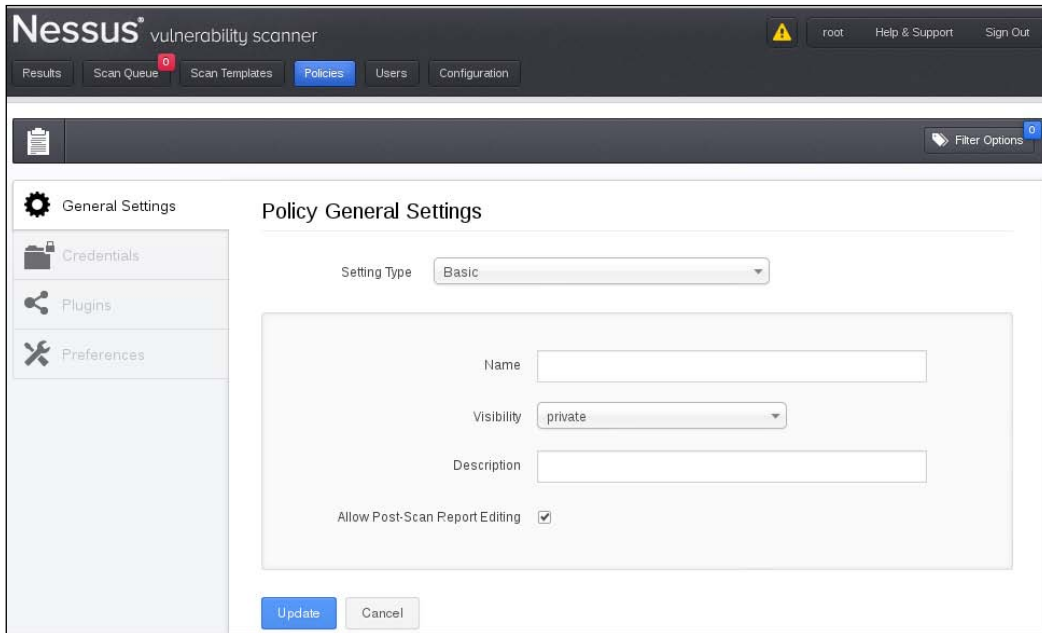 Nessus® vulnerability scanner
root Help & Support Sign Out
Results Scan Queue 0 Scan Templates Policies Users Configuration
Filter Options 0
General Settings
Credentials
Plugins
Preferences
Policy General Settings
Setting Type Basic
Name
Visibility private
Description
Allow Post-Scan Report Editing
Update Cancel